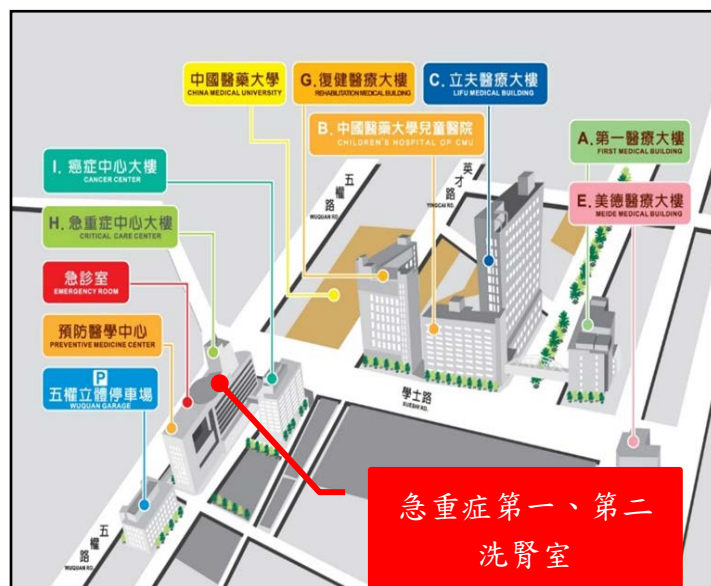 中國醫藥大學
CHINA MEDICAL UNIVERSITY
G.復健醫療大樓
REHABILITATION MEDICAL BUILDING
C.立夫醫療大樓
LIFU MEDICAL BUILDING
B.中國醫藥大學兒童醫院
CHILDREN'S HOSPITAL OF CMU
A.第一醫療大樓
FIRST MEDICAL BUILDING
I.癌症中心大樓
CANCER CENTER
E.美德醫療大樓
MEIDE MEDICAL BUILDING
五權路
WUQUAN RD.
英才路
YINGCAI RD.
H.急重症中心大樓
CRITICAL CARE CENTER
急診室
EMERGENCY ROOM
預防醫學中心
PREVENTIVE MEDICINE CENTER
P
五權立體停車場
WUQUAN GARAGE
學士路
XUESHI RD.
急重症第一、第二
洗腎室
五權路
WUQUAN RD.